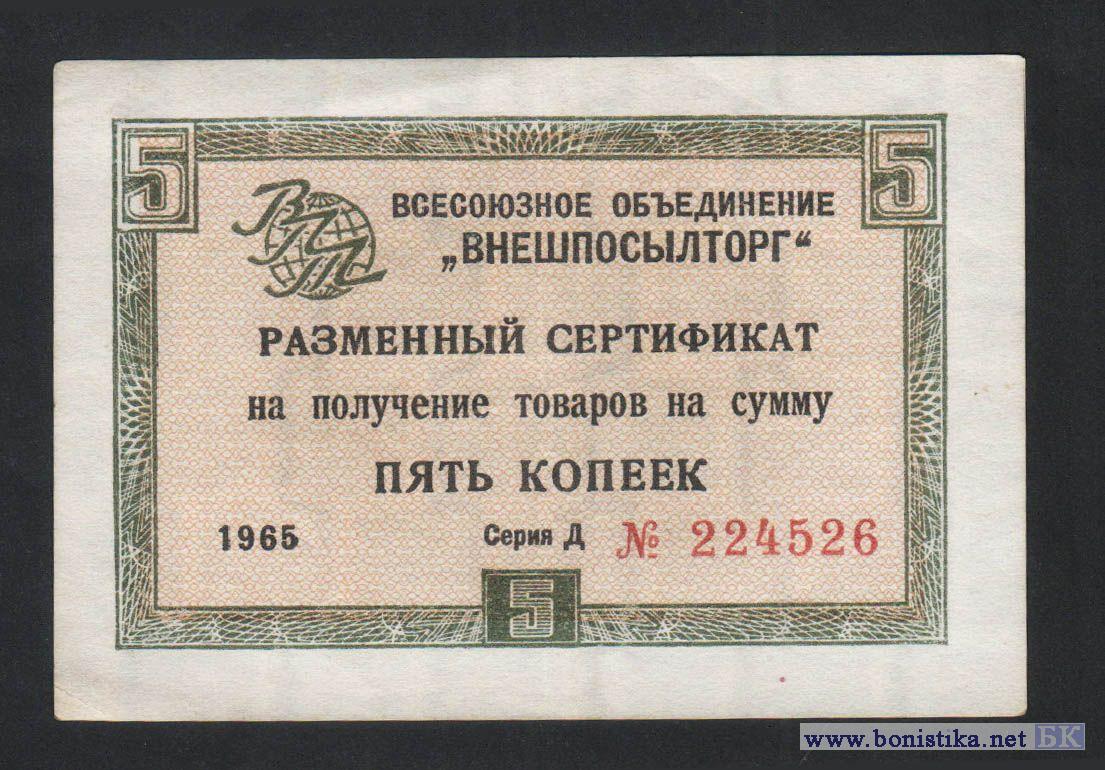 5 5
ВПТ
ВСЕСОЮЗНОЕ ОБЪЕДИНЕНИЕ
„ВНЕШПОСЫЛТОРГ“
РАЗМЕННЫЙ СЕРТИФИКАТ
на получение товаров на сумму
ПЯТЬ КОПЕЕК
1965 Серия Д № 224526
5
www.bonistika.net БК